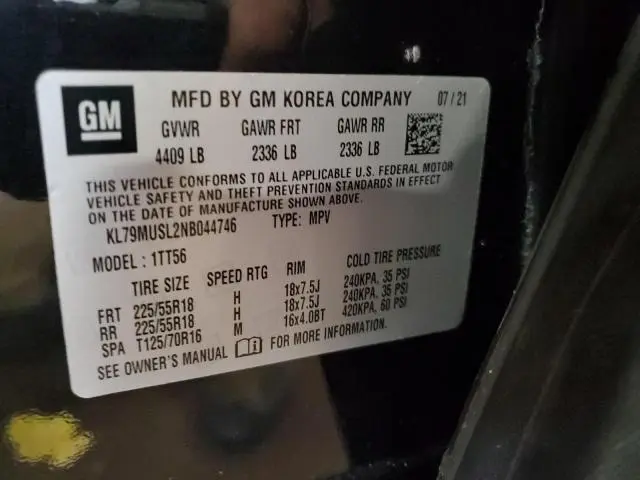 GM MFD BY GM KOREA COMPANY 07/21
GVWR GAWR FRT GAWR RR
4409 LB 2336 LB 2336 LB
THIS VEHICLE CONFORMS TO ALL APPLICABLE U.S. FEDERAL MOTOR
VEHICLE SAFETY AND THEFT PREVENTION STANDARDS IN EFFECT
ON THE DATE OF MANUFACTURE SHOWN ABOVE.
KL79MUSL2NB044746 TYPE: MPV
MODEL: 1TT56
TIRE SIZE SPEED RTG RIM COLD TIRE PRESSURE
FRT 225/55R18 H 18x7.5J 240KPA, 35 PSI
RR 225/55R18 H 18x7.5J 240KPA, 35 PSI
SPA T125/70R16 M 16x4.0BT 420KPA, 60 PSI
SEE OWNER'S MANUAL FOR MORE INFORMATION.